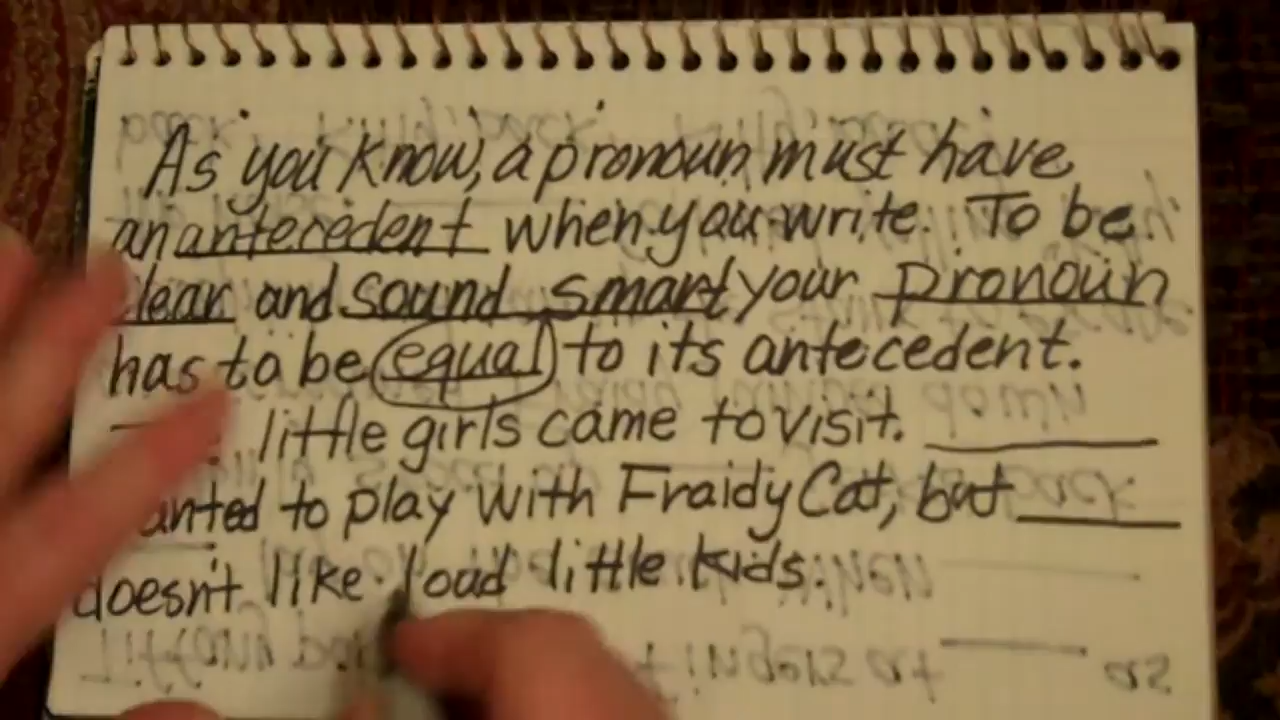 As you know, a pronoun must have
an antecedent when you write. To be
clear and sound smart your pronoun
has to be equal to its antecedent.
little girls came to visit.
wanted to play with Fraidy Cat, but
doesn't like loud little kids.